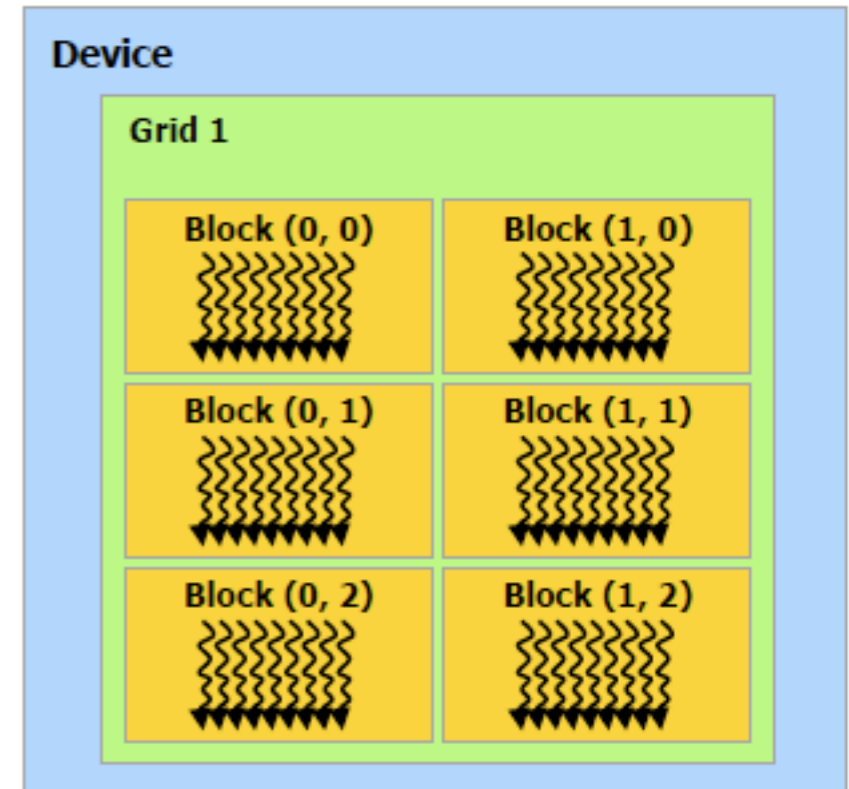 Device
Grid 1
Block (0, 0)
Block (1, 0)
Block (0, 1)
Block (1, 1)
Block (0, 2)
Block (1, 2)